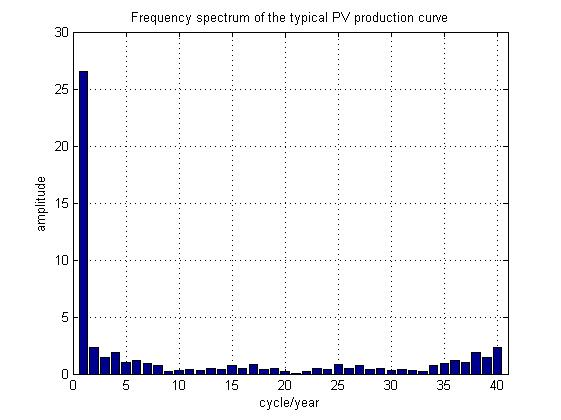 Frequency spectrum of the typical PV production curve
30
25
20
15
10
5
0
amplitude
0 5 10 15 20 25 30 35 40
cycle/year